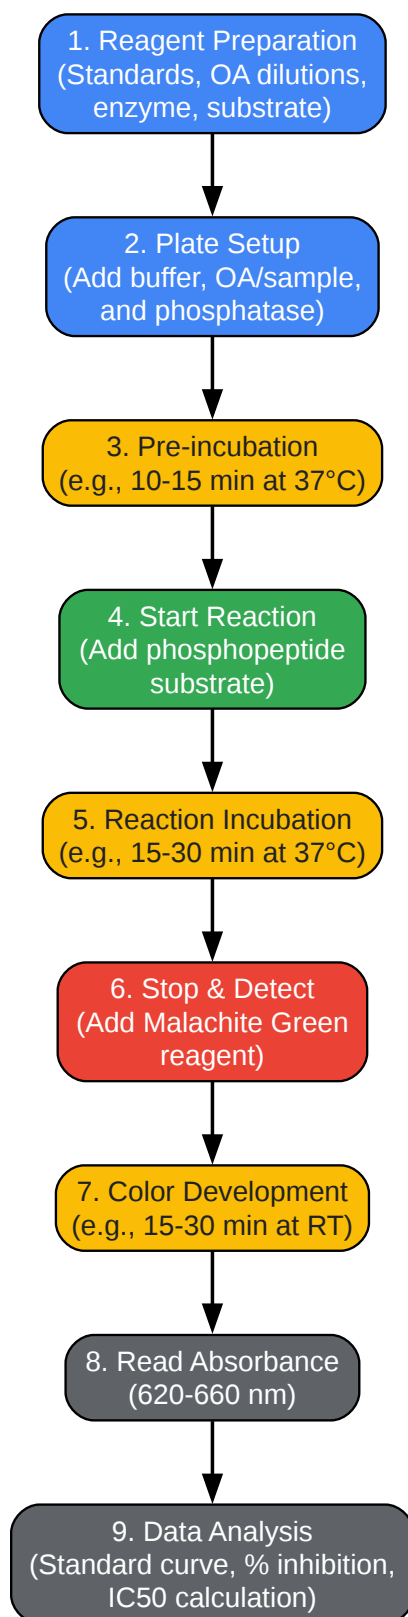 1. Reagent Preparation
(Standards, OA dilutions,
enzyme, substrate)
2. Plate Setup
(Add buffer, OA/sample,
and phosphatase)
3. Pre-incubation
(e.g., 10-15 min at 37°C)
4. Start Reaction
(Add phosphopeptide
substrate)
5. Reaction Incubation
(e.g., 15-30 min at 37°C)
6. Stop & Detect
(Add Malachite Green
reagent)
7. Color Development
(e.g., 15-30 min at RT)
8. Read Absorbance
(620-660 nm)
9. Data Analysis
(Standard curve, % inhibition,
IC50 calculation)